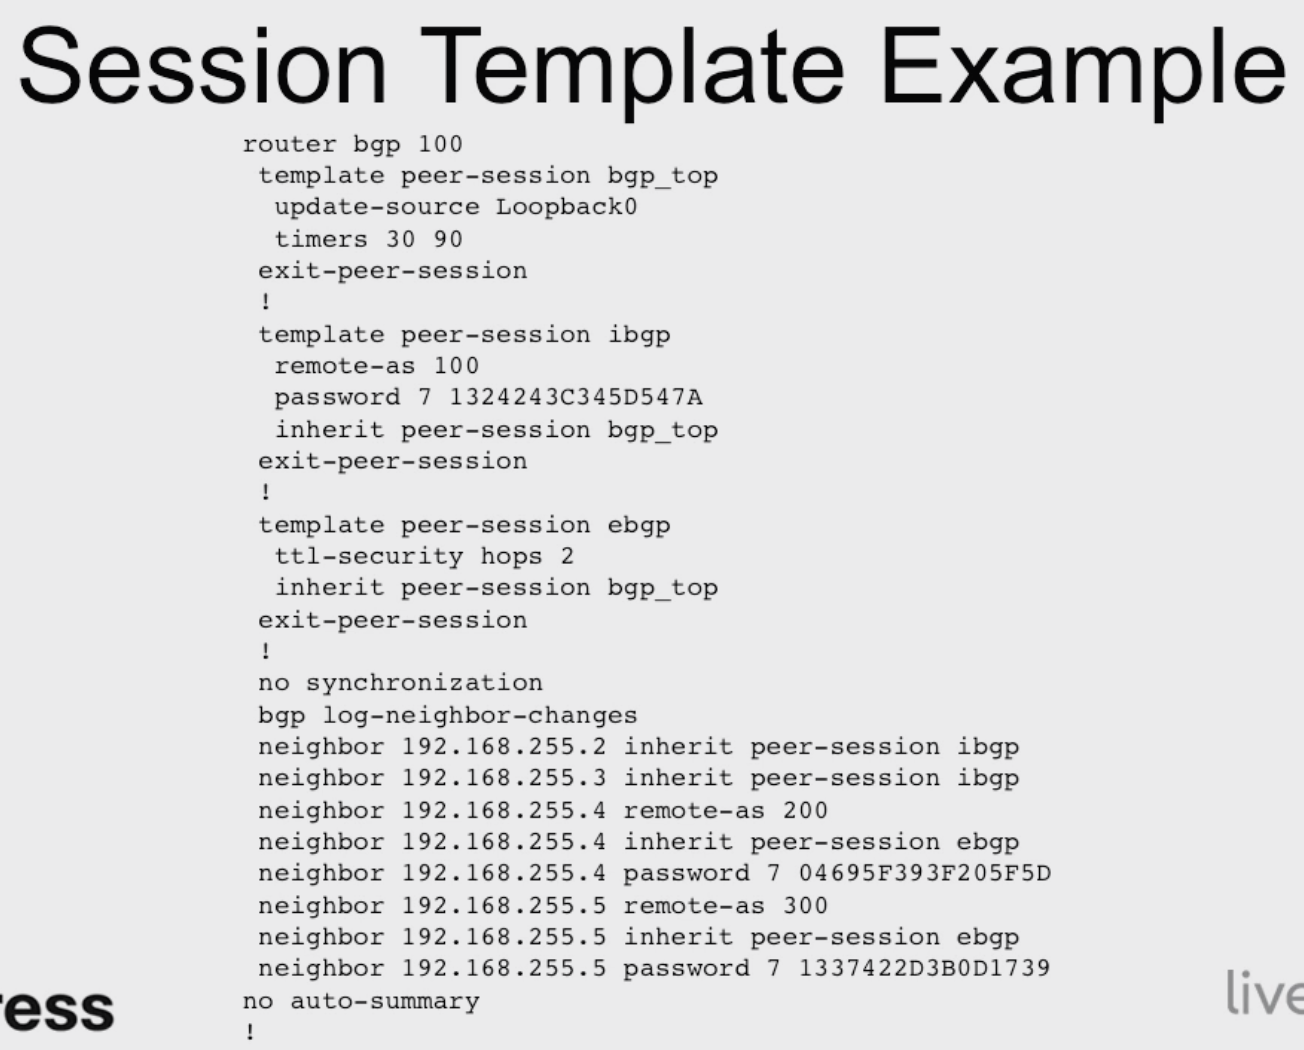 Session Template Example
router bgp 100
template peer-session bgp_top
update-source Loopback0
timers 30 90
exit-peer-session
!
template peer-session ibgp
remote-as 100
password 7 1324243C345D547A
inherit peer-session bgp_top
exit-peer-session
!
template peer-session ebgp
ttl-security hops 2
inherit peer-session bgp_top
exit-peer-session
!
no synchronization
bgp log-neighbor-changes
neighbor 192.168.255.2 inherit peer-session ibgp
neighbor 192.168.255.3 inherit peer-session ibgp
neighbor 192.168.255.4 remote-as 200
neighbor 192.168.255.4 inherit peer-session ebgp
neighbor 192.168.255.4 password 7 04695F393F205F5D
neighbor 192.168.255.5 remote-as 300
neighbor 192.168.255.5 inherit peer-session ebgp
neighbor 192.168.255.5 password 7 1337422D3B0D1739
no auto-summary
!
ress
live